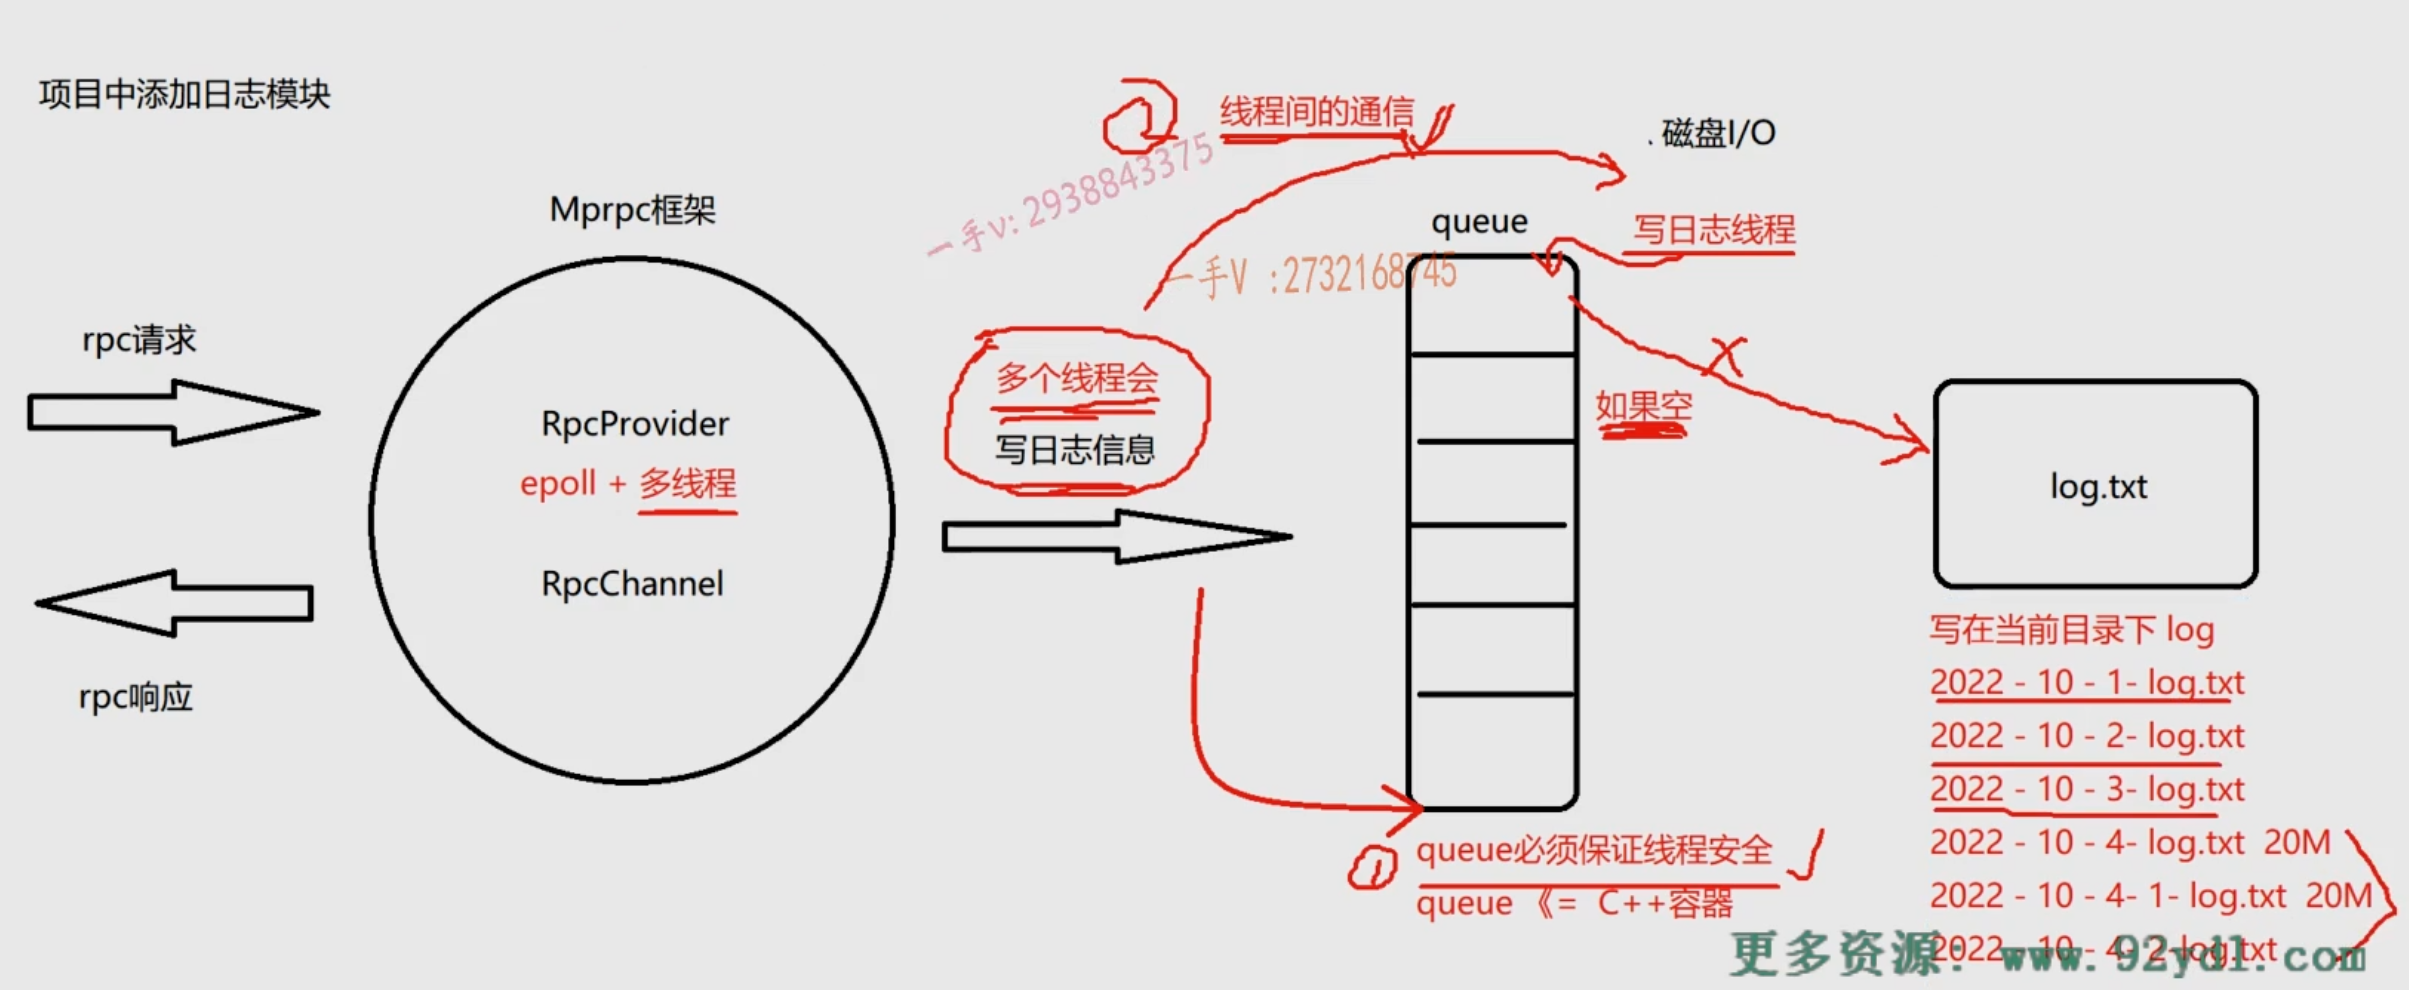 项目中添加日志模块
Mprpc框架
rpc请求
RpcProvider
epoll + 多线程
RpcChannel
rpc响应
② 线程间的通信
一手v: 2938843375
一手V :2732168745
多个线程会
写日志信息
. 磁盘I/O
queue
写日志线程
如果空
log.txt
① queue必须保证线程安全
queue 《= C++容器
写在当前目录下 log
2022 - 10 - 1- log.txt
2022 - 10 - 2- log.txt
2022 - 10 - 3- log.txt
2022 - 10 - 4- log.txt 20M
2022 - 10 - 4- 1- log.txt 20M
2022 - 10 - 4- 2-log.txt
更多资源: www.92ydl.com